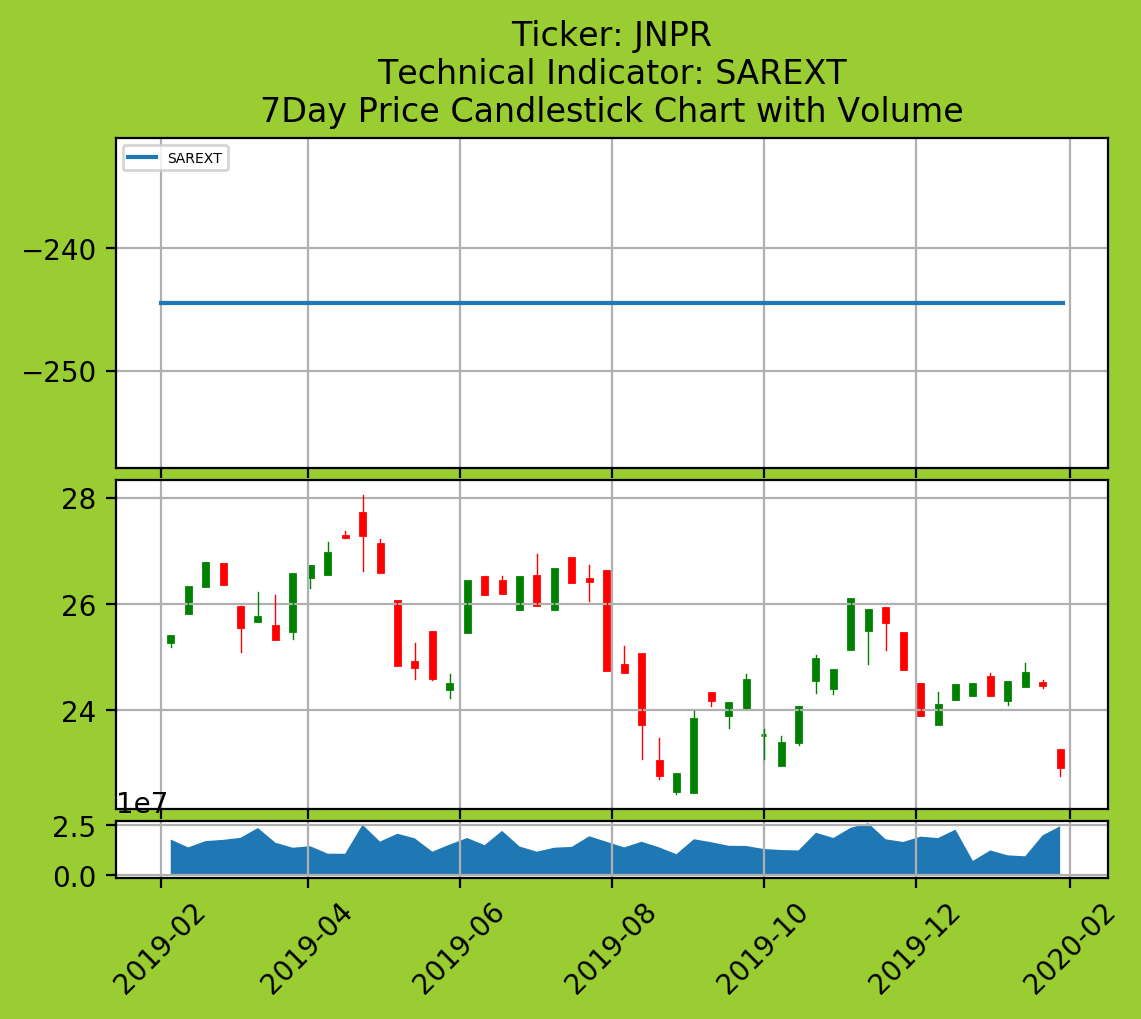 Ticker: JNPR
Technical Indicator: SAREXT
7Day Price Candlestick Chart with Volume
SAREXT
−240
−250
28
26
24
1e7
2.5
0.0
2019-02
2019-04
2019-06
2019-08
2019-10
2019-12
2020-02